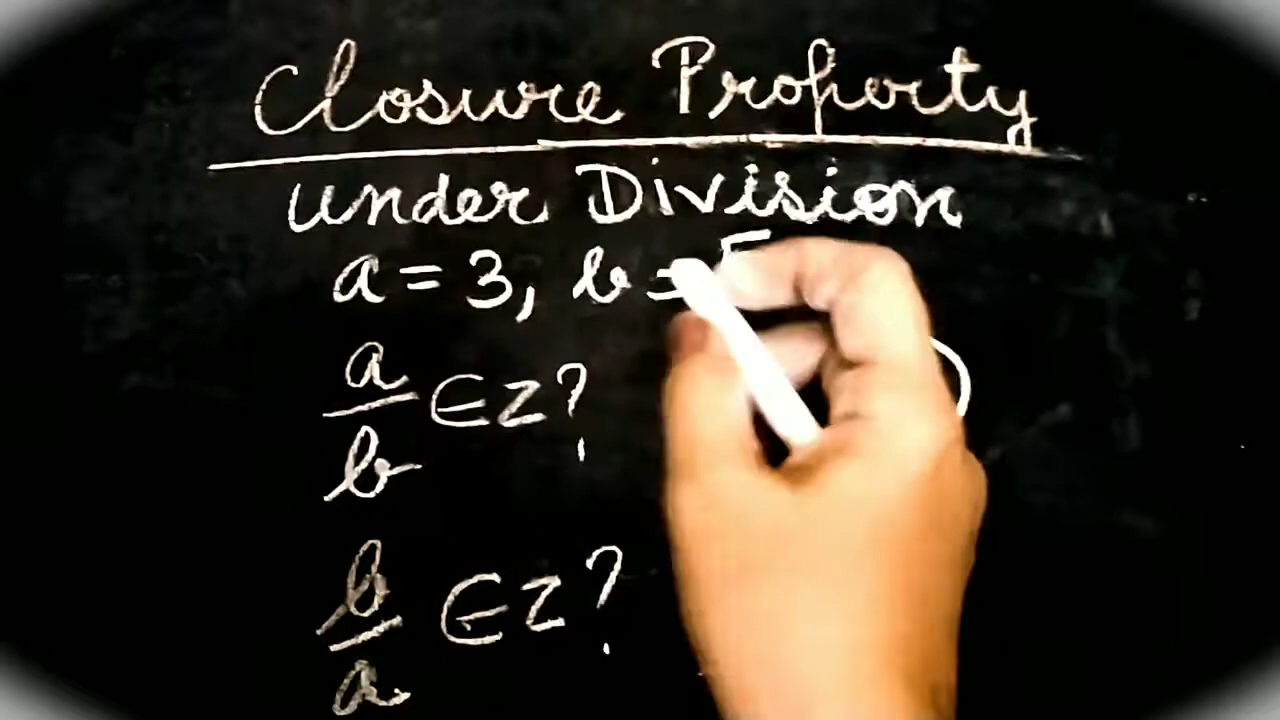 Closure Property
under Division
a = 3, b =
a/b ∈ Z?
b/a ∈ Z?